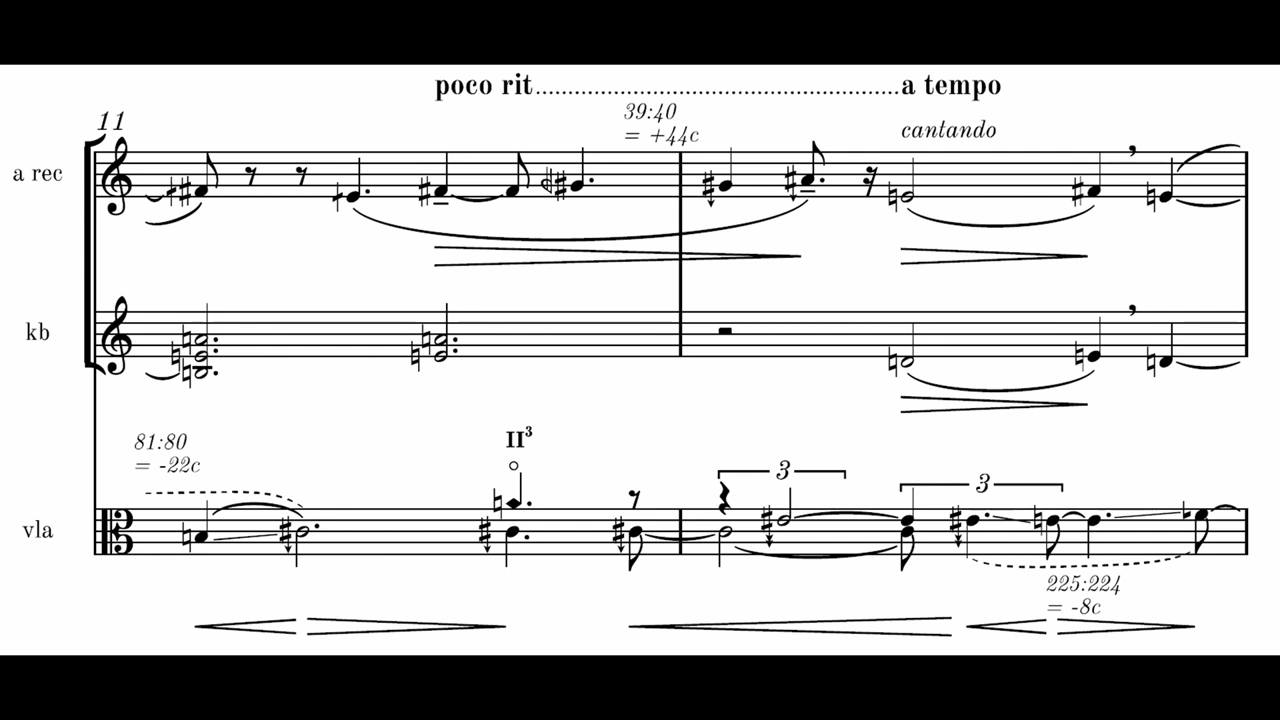 poco rit.......................................................a tempo
11
39:40
= +44c
cantando
a rec
kb
81:80
= -22c
II³
3
3
vla
225:224
= -8c